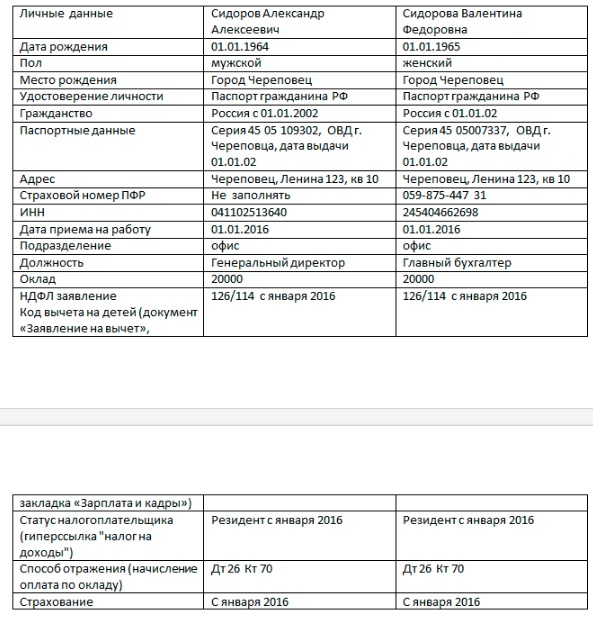 Личные данные Сидоров Александр Сидорова Валентина
Алексеевич Федоровна
Дата рождения 01.01.1964 01.01.1965
Пол мужской женский
Место рождения Город Череповец Город Череповец
Удостоверение личности Паспорт гражданина РФ Паспорт гражданина РФ
Гражданство Россия с 01.01.2002 Россия с 01.01.02
Паспортные данные Серия 45 05 109302, ОВД г. Серия 45 05007337, ОВД г.
Череповца, дата выдачи Череповца, дата выдачи
01.01.02 01.01.02
Адрес Череповец, Ленина 123, кв 10 Череповец, Ленина 123, кв 10
Страховой номер ПФР Не заполнять 059-875-447 31
ИНН 041102513640 245404662698
Дата приема на работу 01.01.2016 01.01.2016
Подразделение офис офис
Должность Генеральный директор Главный бухгалтер
Оклад 20000 20000
НДФЛ заявление 126/114 с января 2016 126/114 с января 2016
Код вычета на детей (документ
«Заявление на вычет»,
закладка «Зарплата и кадры»)
Статус налогоплательщика Резидент с января 2016 Резидент с января 2016
(гиперссылка "налог на
доходы")
Способ отражения (начисление Дт 26 Кт 70 Дт 26 Кт 70
оплата по окладу)
Страхование С января 2016 С января 2016